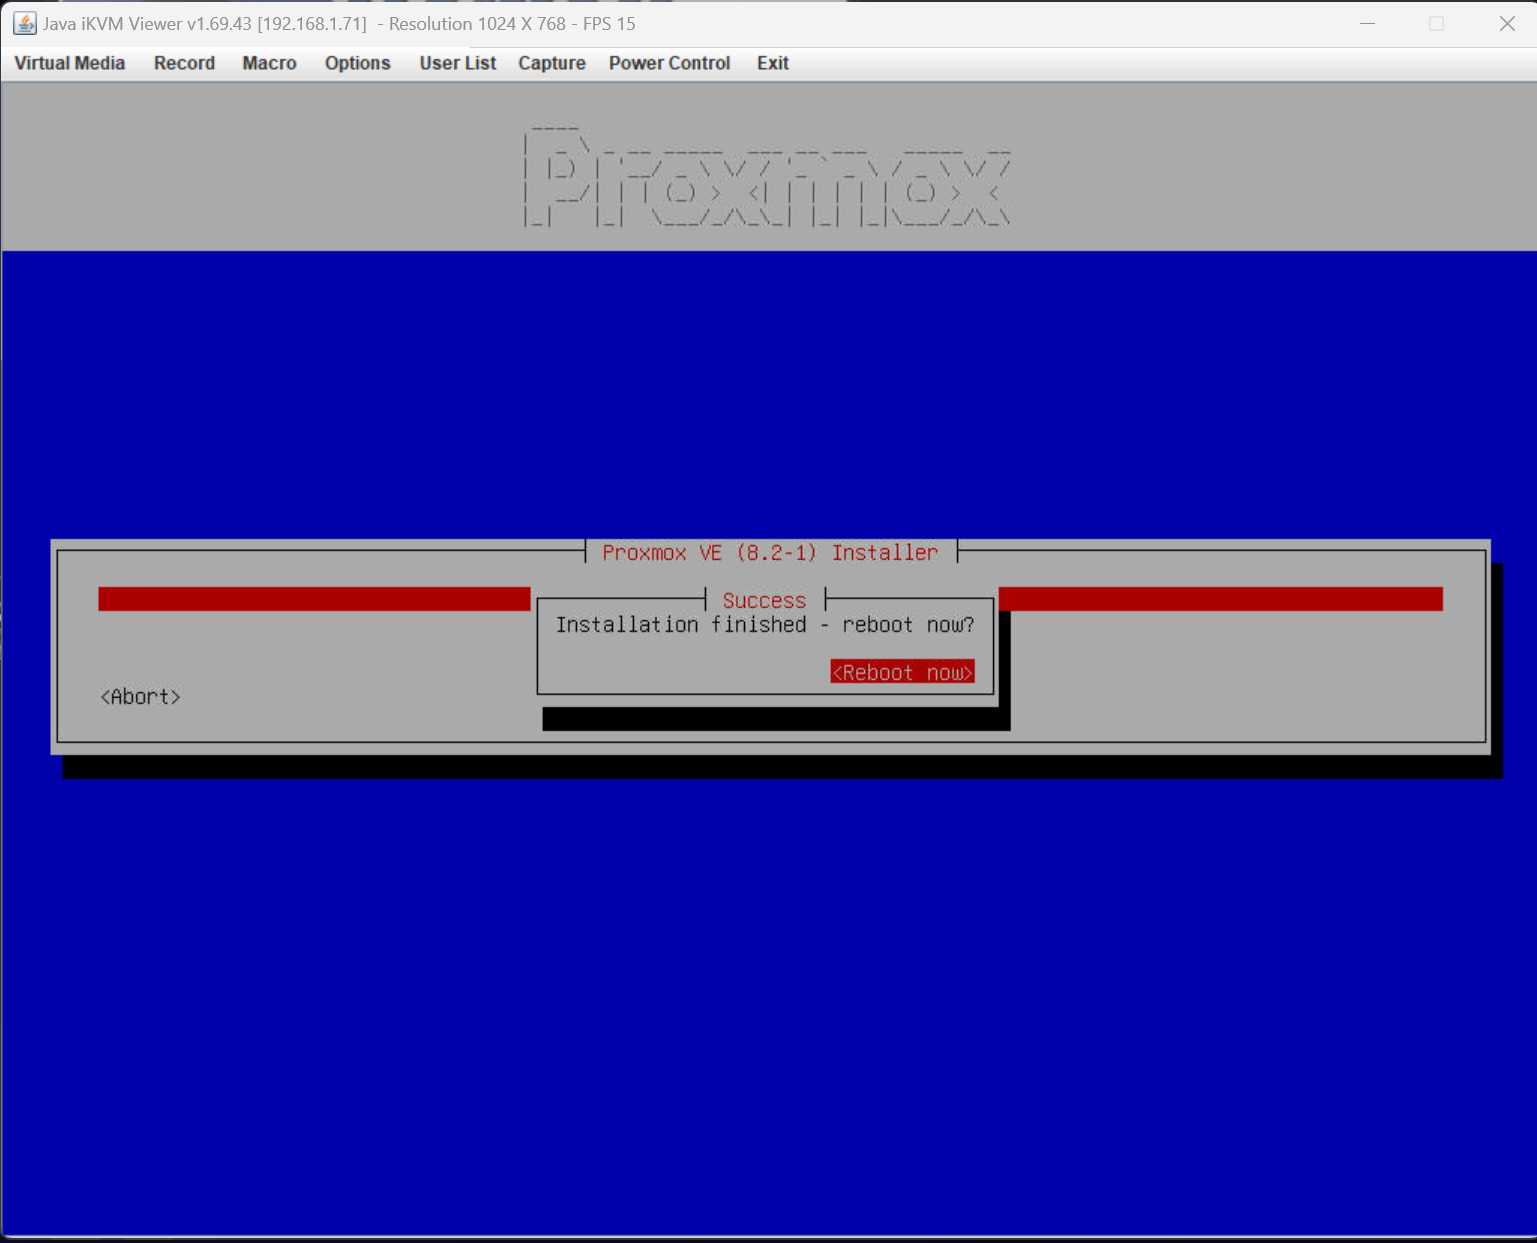 Java iKVM Viewer v1.69.43 [192.168.1.71]  - Resolution 1024 X 768 - FPS 15
Virtual Media Record Macro Options User List Capture Power Control Exit
Proxmox
Proxmox VE (8.2-1) Installer
Success
Installation finished - reboot now?
<Reboot now>
<Abort>